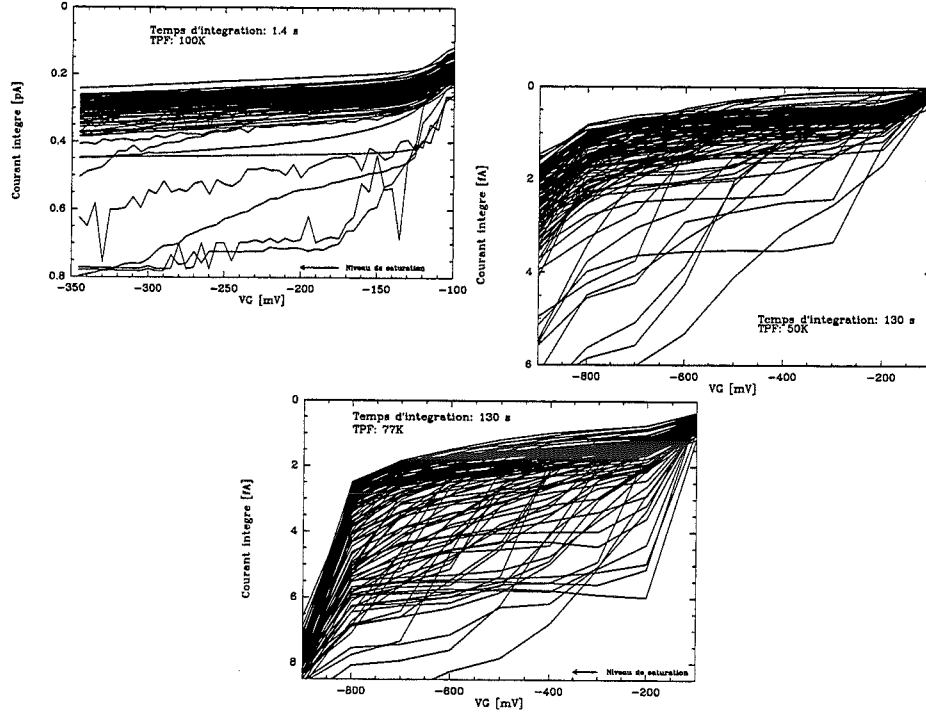 Temps d'integration: 1.4 s
TPF: 100K
Courant integre [pA]
0
0.2
0.4
0.6
0.8
Niveau de saturation
−350
−300
−250
−200
−150
−100
VG [mV]
Courant integre [fA]
0
2
4
6
Temps d'integration: 130 s
TPF: 50K
−800
−600
−400
−200
VG [mV]
Temps d'integration: 130 s
TPF: 77K
Courant integre [fA]
0
2
4
6
8
Niveau de saturation
−800
−600
−400
−200
VG [mV]